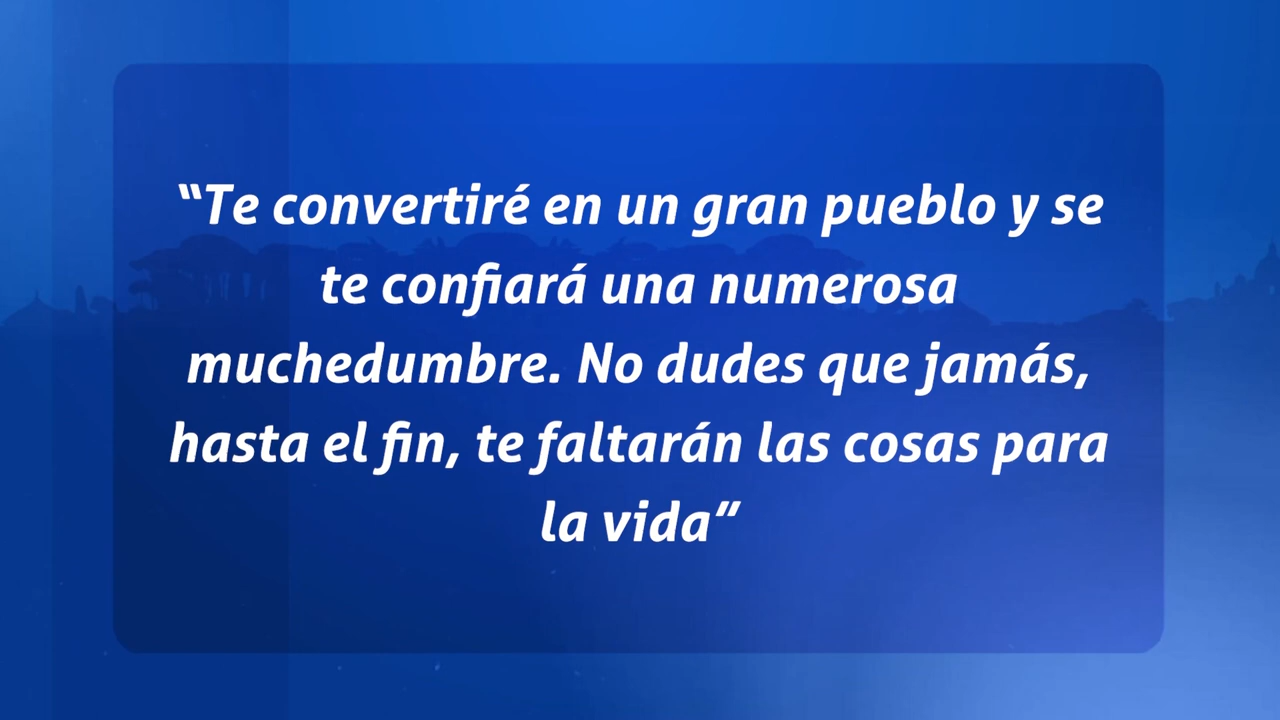 “Te convertiré en un gran pueblo y se
te confiará una numerosa
muchedumbre. No dudes que jamás,
hasta el fin, te faltarán las cosas para
la vida”